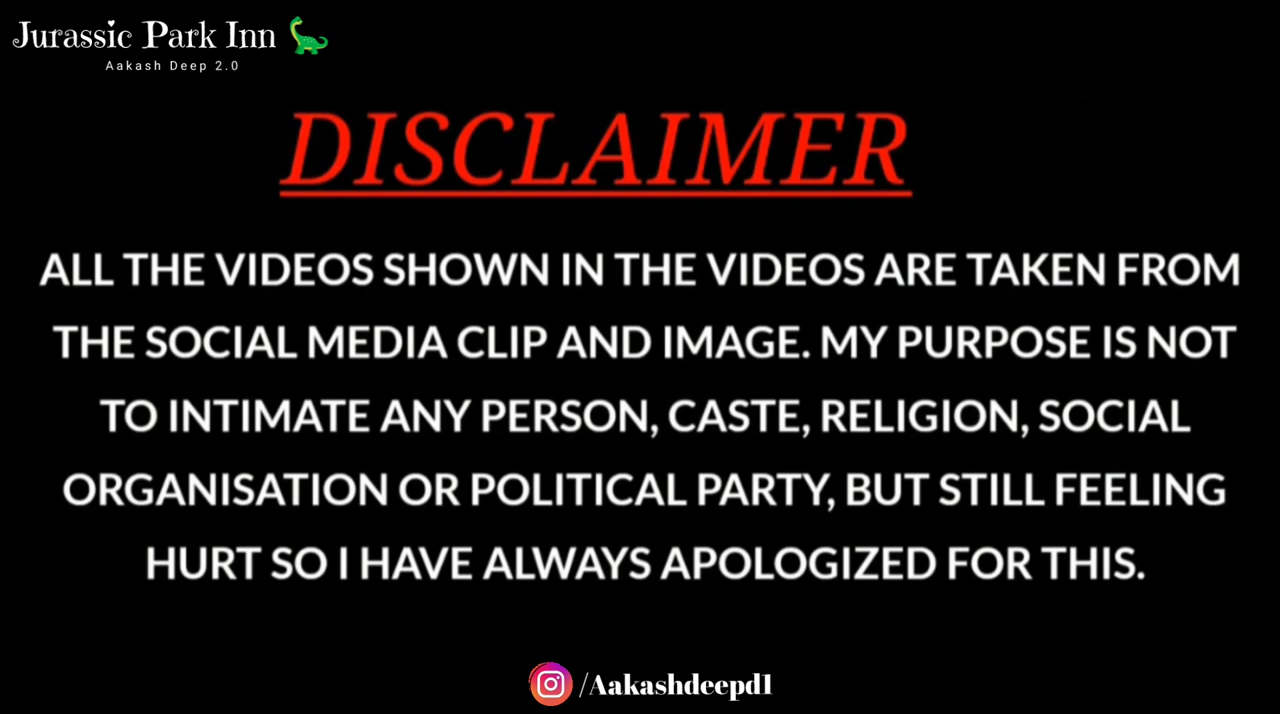 Jurassic Park Inn
Aakash Deep 2.0
DISCLAIMER
ALL THE VIDEOS SHOWN IN THE VIDEOS ARE TAKEN FROM
THE SOCIAL MEDIA CLIP AND IMAGE. MY PURPOSE IS NOT
TO INTIMATE ANY PERSON, CASTE, RELIGION, SOCIAL
ORGANISATION OR POLITICAL PARTY, BUT STILL FEELING
HURT SO I HAVE ALWAYS APOLOGIZED FOR THIS.
/Aakashdeepd1